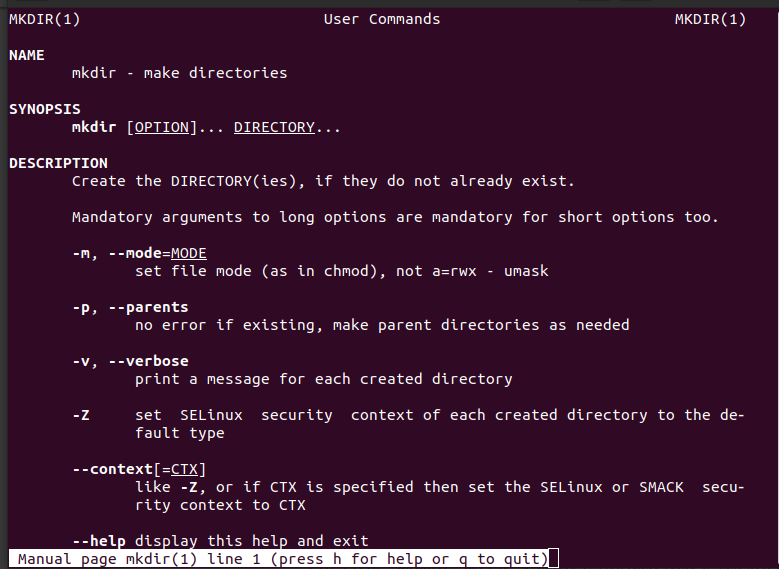 MKDIR(1) User Commands MKDIR(1)
NAME
mkdir - make directories
SYNOPSIS
mkdir [OPTION]... DIRECTORY...
DESCRIPTION
Create the DIRECTORY(ies), if they do not already exist.
Mandatory arguments to long options are mandatory for short options too.
-m, --mode=MODE
set file mode (as in chmod), not a=rwx - umask
-p, --parents
no error if existing, make parent directories as needed
-v, --verbose
print a message for each created directory
-Z set SELinux security context of each created directory to the de-
fault type
--context[=CTX]
like -Z, or if CTX is specified then set the SELinux or SMACK secu-
rity context to CTX
--help display this help and exit
Manual page mkdir(1) line 1 (press h for help or q to quit)